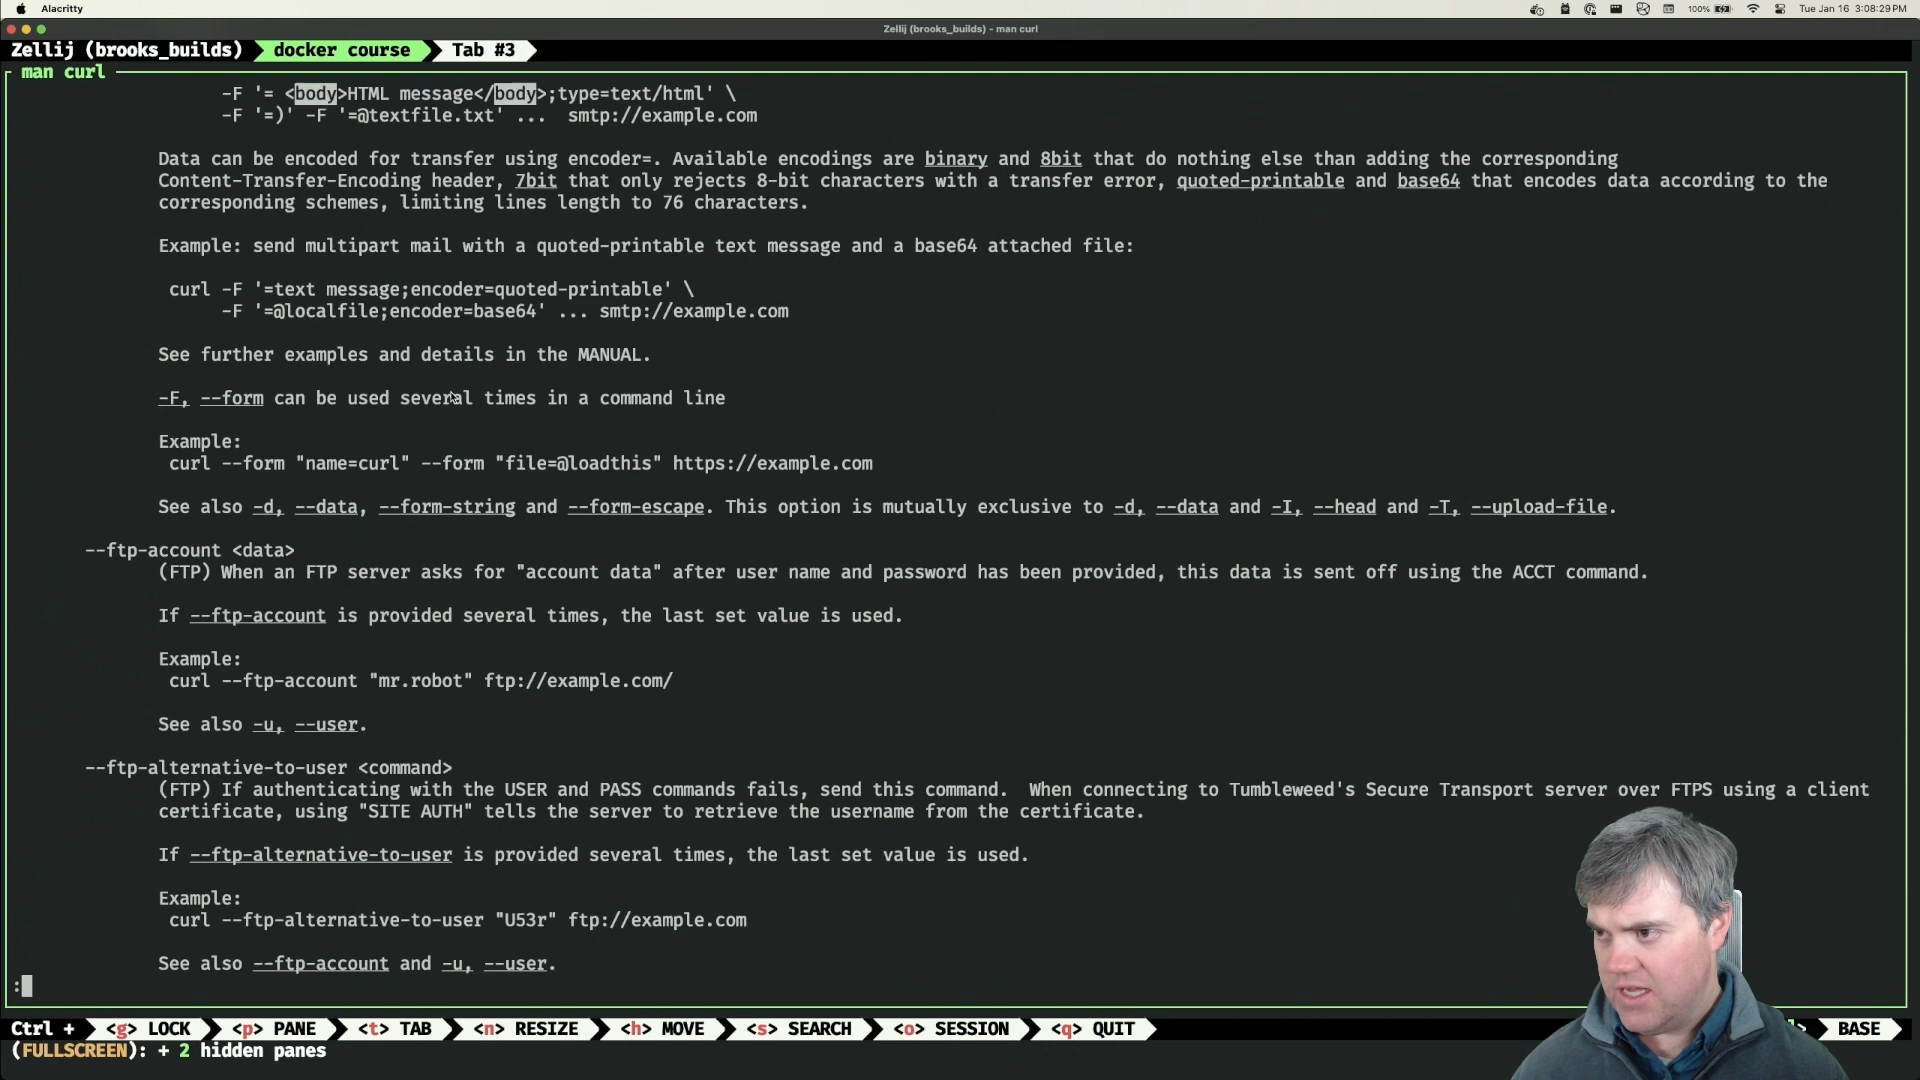 Alacritty
100%
Tue Jan 16 3:08:29 PM
Zellij (brooks_builds) - man curl
Zellij (brooks_builds) docker course Tab #3
man curl
-F '= <body>HTML message</body>;type=text/html' \
-F '=)' -F '=@textfile.txt' ...  smtp://example.com
Data can be encoded for transfer using encoder=. Available encodings are binary and 8bit that do nothing else than adding the corresponding
Content-Transfer-Encoding header, 7bit that only rejects 8-bit characters with a transfer error, quoted-printable and base64 that encodes data according to the
corresponding schemes, limiting lines length to 76 characters.
Example: send multipart mail with a quoted-printable text message and a base64 attached file:
curl -F '=text message;encoder=quoted-printable' \
-F '=@localfile;encoder=base64' ... smtp://example.com
See further examples and details in the MANUAL.
-F, --form can be used several times in a command line
Example:
curl --form "name=curl" --form "file=@loadthis" https://example.com
See also -d, --data, --form-string and --form-escape. This option is mutually exclusive to -d, --data and -I, --head and -T, --upload-file.
--ftp-account <data>
(FTP) When an FTP server asks for "account data" after user name and password has been provided, this data is sent off using the ACCT command.
If --ftp-account is provided several times, the last set value is used.
Example:
curl --ftp-account "mr.robot" ftp://example.com/
See also -u, --user.
--ftp-alternative-to-user <command>
(FTP) If authenticating with the USER and PASS commands fails, send this command.  When connecting to Tumbleweed's Secure Transport server over FTPS using a client
certificate, using "SITE AUTH" tells the server to retrieve the username from the certificate.
If --ftp-alternative-to-user is provided several times, the last set value is used.
Example:
curl --ftp-alternative-to-user "U53r" ftp://example.com
See also --ftp-account and -u, --user.
:
Ctrl + <g> LOCK <p> PANE <t> TAB <n> RESIZE <h> MOVE <s> SEARCH <o> SESSION <q> QUIT BASE
(FULLSCREEN): + 2 hidden panes